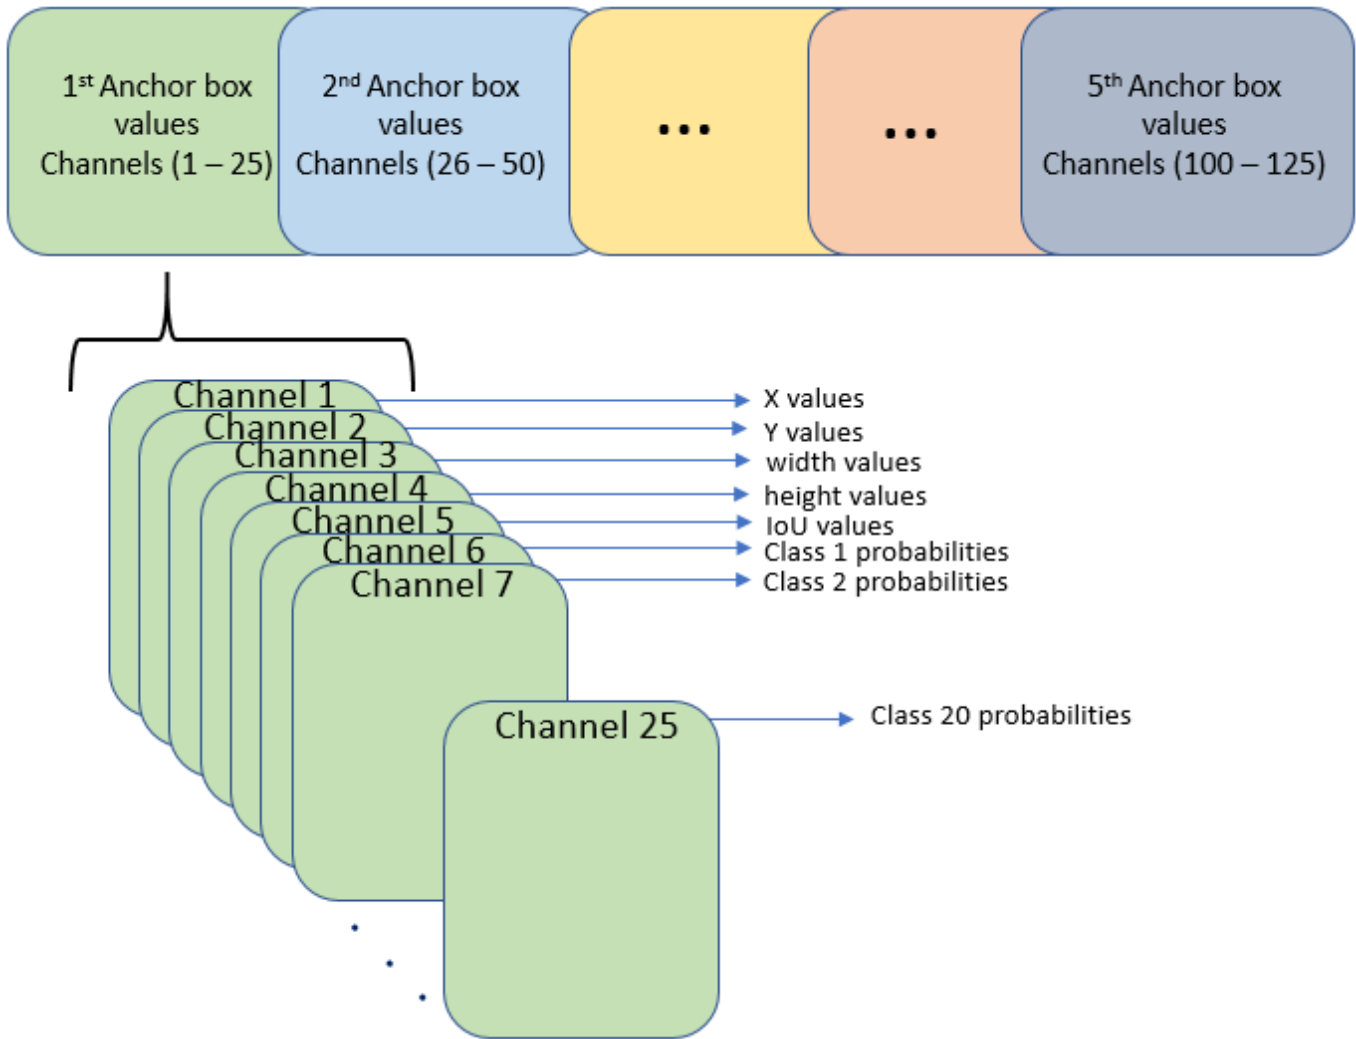 1st Anchor box
values
Channels (1 – 25)
2nd Anchor box
values
Channels (26 – 50)
...
...
5th Anchor box
values
Channels (100 – 125)
Channel 1
X values
Channel 2
Y values
Channel 3
width values
Channel 4
height values
Channel 5
IoU values
Channel 6
Class 1 probabilities
Channel 7
Class 2 probabilities
Channel 25
Class 20 probabilities